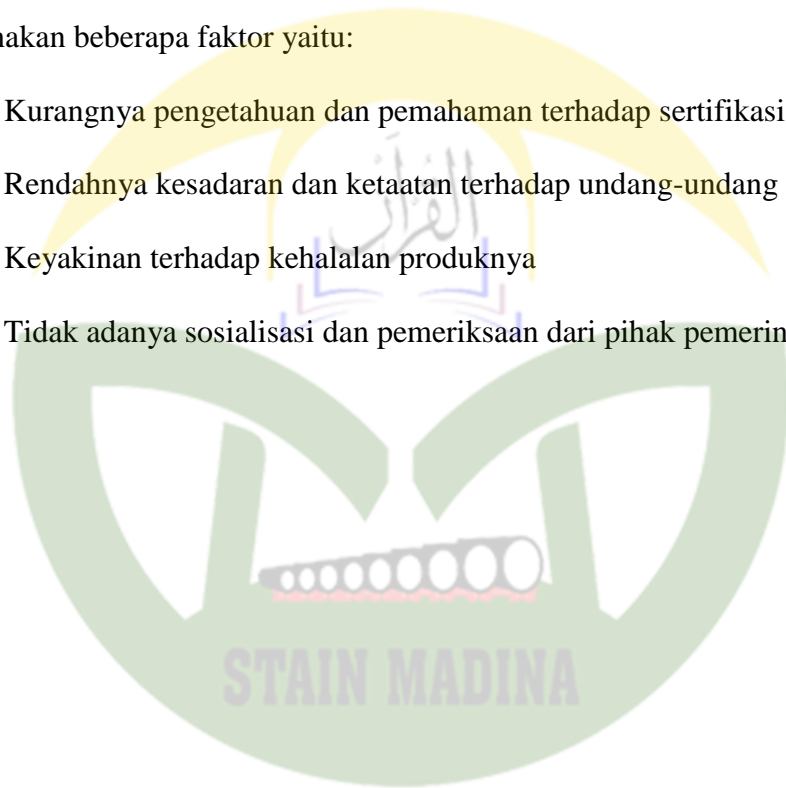 nakan beberapa faktor yaitu:
Kurangnya pengetahuan dan pemahaman terhadap sertifikasi
Rendahnya kesadaran dan ketaatan terhadap undang-undang
القرآن
Keyakinan terhadap kehalalan produknya
Tidak adanya sosialisasi dan pemeriksaan dari pihak pemerin
STAIN MADINA